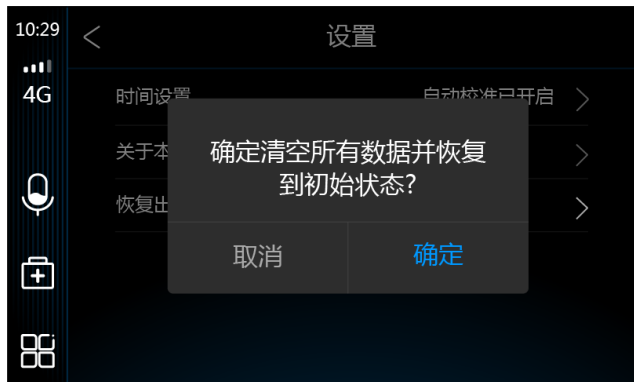 10:29
设置
4G
时间设置
自动校准已开启
关于本
确定清空所有数据并恢复
到初始状态?
恢复出
取消
确定